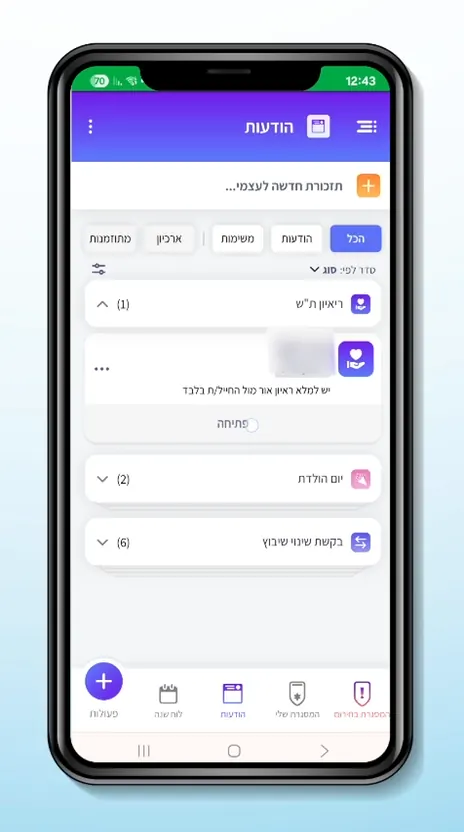 70
12:43
הודעות
תזכורת חדשה לעצמי...
הכל
הודעות
משימות
ארכיון
מתוזמנות
סדר לפי: סוג
ריאיון ת"ש
(1)
יש למלא ריאיון אור מול החייל/ת בלבד
פתיחה
יום הולדת
(2)
בקשת שינוי שיבוץ
(6)
המסגרת בחירום
המסגרת שלי
הודעות
לוח שנה
פעולות